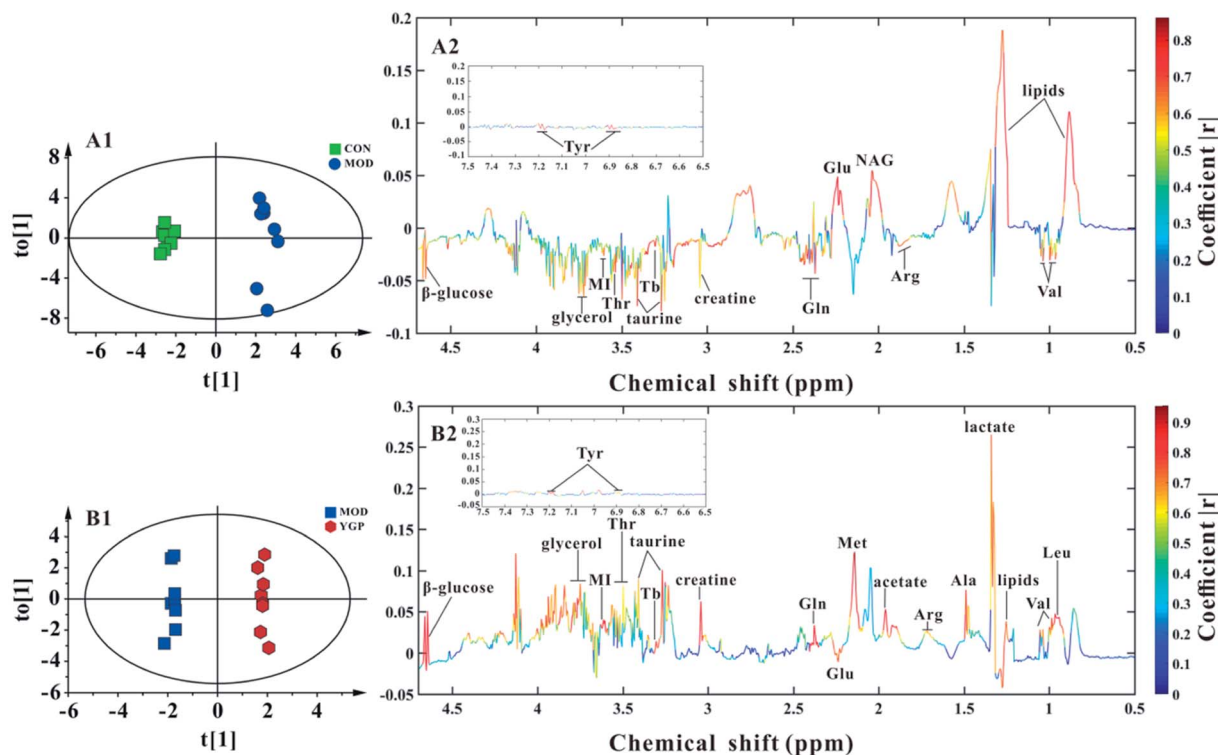 A1
CON
MOD
to[1]
8
4
0
-4
-8
-6 -4 -2 0 2 4 6
t[1]
A2
0.2
0.15
0.1
0.05
0
-0.05
-0.1
0.2
0.15
0.1
0.05
0
-0.05
-0.1
Tyr
7.5 7.4 7.3 7.2 7.1 7 6.9 6.8 6.7 6.6 6.5
lipids
Glu
NAG
β-glucose
glycerol
MI
Thr
Tb
taurine
creatine
Gln
Arg
Val
4.5 4 3.5 3 2.5 2 1.5 1 0.5
Chemical shift (ppm)
0.8
0.7
0.6
0.5
0.4
0.3
0.2
0.1
0
Coefficient |r|
B1
MOD
YGP
to[1]
6
4
2
0
-2
-4
-6
-6 -4 -2 0 2 4
t[1]
B2
0.3
0.25
0.2
0.15
0.1
0.05
0
-0.05
0.3
0.25
0.2
0.15
0.1
0.05
0
-0.05
Tyr
7.5 7.4 7.3 7.2 7.1 7 6.9 6.8 6.7 6.6 6.5
lactate
Thr
glycerol
taurine
β-glucose
MI
Tb
creatine
Gln
Met
Glu
acetate
Arg
Ala
lipids
Val
Leu
4.5 4 3.5 3 2.5 2 1.5 1 0.5
Chemical shift (ppm)
0.9
0.8
0.7
0.6
0.5
0.4
0.3
0.2
0.1
0
Coefficient |r|